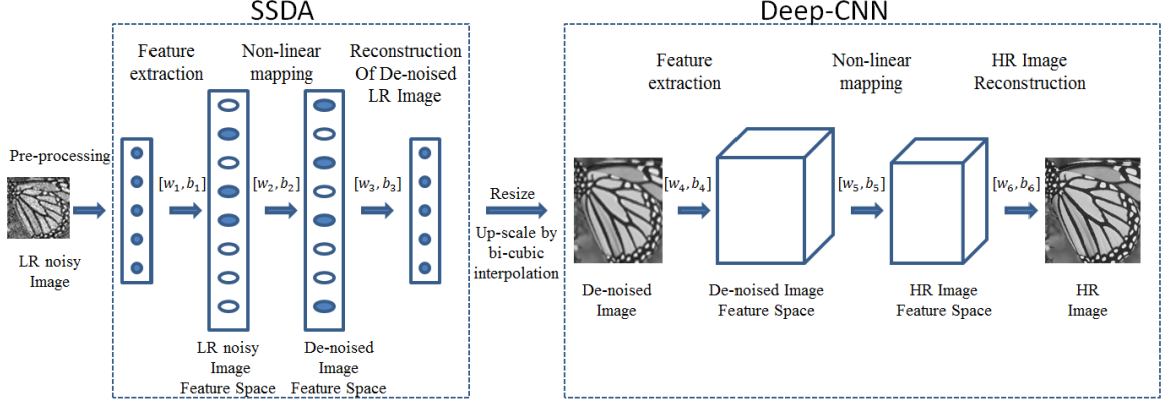 SSDA
Deep-CNN
Feature
extraction
Non-linear
mapping
Reconstruction
Of De-noised
LR Image
Pre-processing
[w₁, b₁]
[w₂, b₂]
[w₃, b₃]
LR noisy
Image
LR noisy
Image
Feature Space
De-noised
Image
Feature Space
Resize
Up-scale by
bi-cubic
interpolation
Feature
extraction
Non-linear
mapping
HR Image
Reconstruction
[w₄, b₄]
[w₅, b₅]
[w₆, b₆]
De-noised
Image
De-noised Image
Feature Space
HR Image
Feature Space
HR
Image